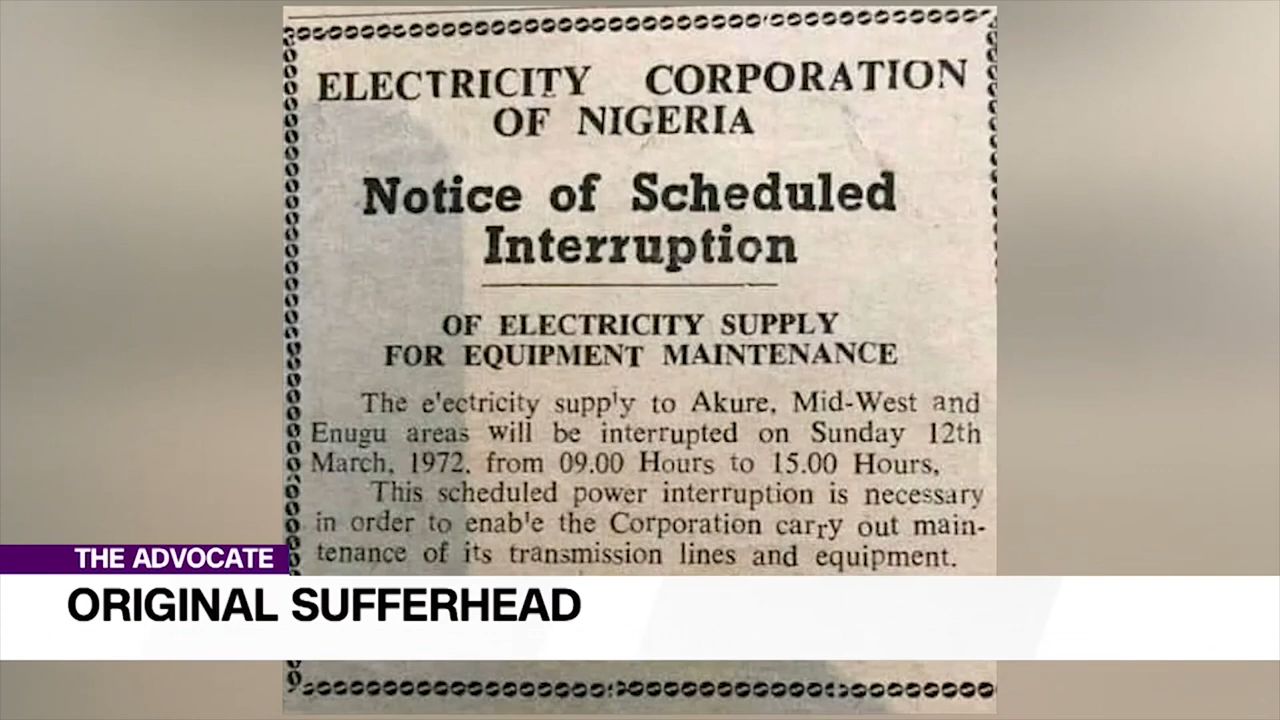 ELECTRICITY CORPORATION
OF NIGERIA
Notice of Scheduled
Interruption
OF ELECTRICITY SUPPLY
FOR EQUIPMENT MAINTENANCE
The e'ectricity supp'y to Akure, Mid-West and
Enugu areas will be interrupted on Sunday 12th
March, 1972, from 09.00 Hours to 15.00 Hours,
This scheduled power interruption is necessary
in order to enab'e the Corporation carry out main-
tenance of its transmission lines and equipment.
THE ADVOCATE
ORIGINAL SUFFERHEAD